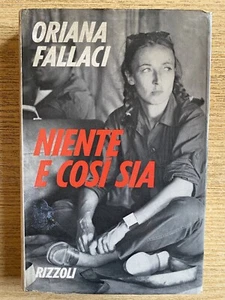 ORIANA
FALLACI
NIENTE
E COSÌ SIA
RIZZOLI